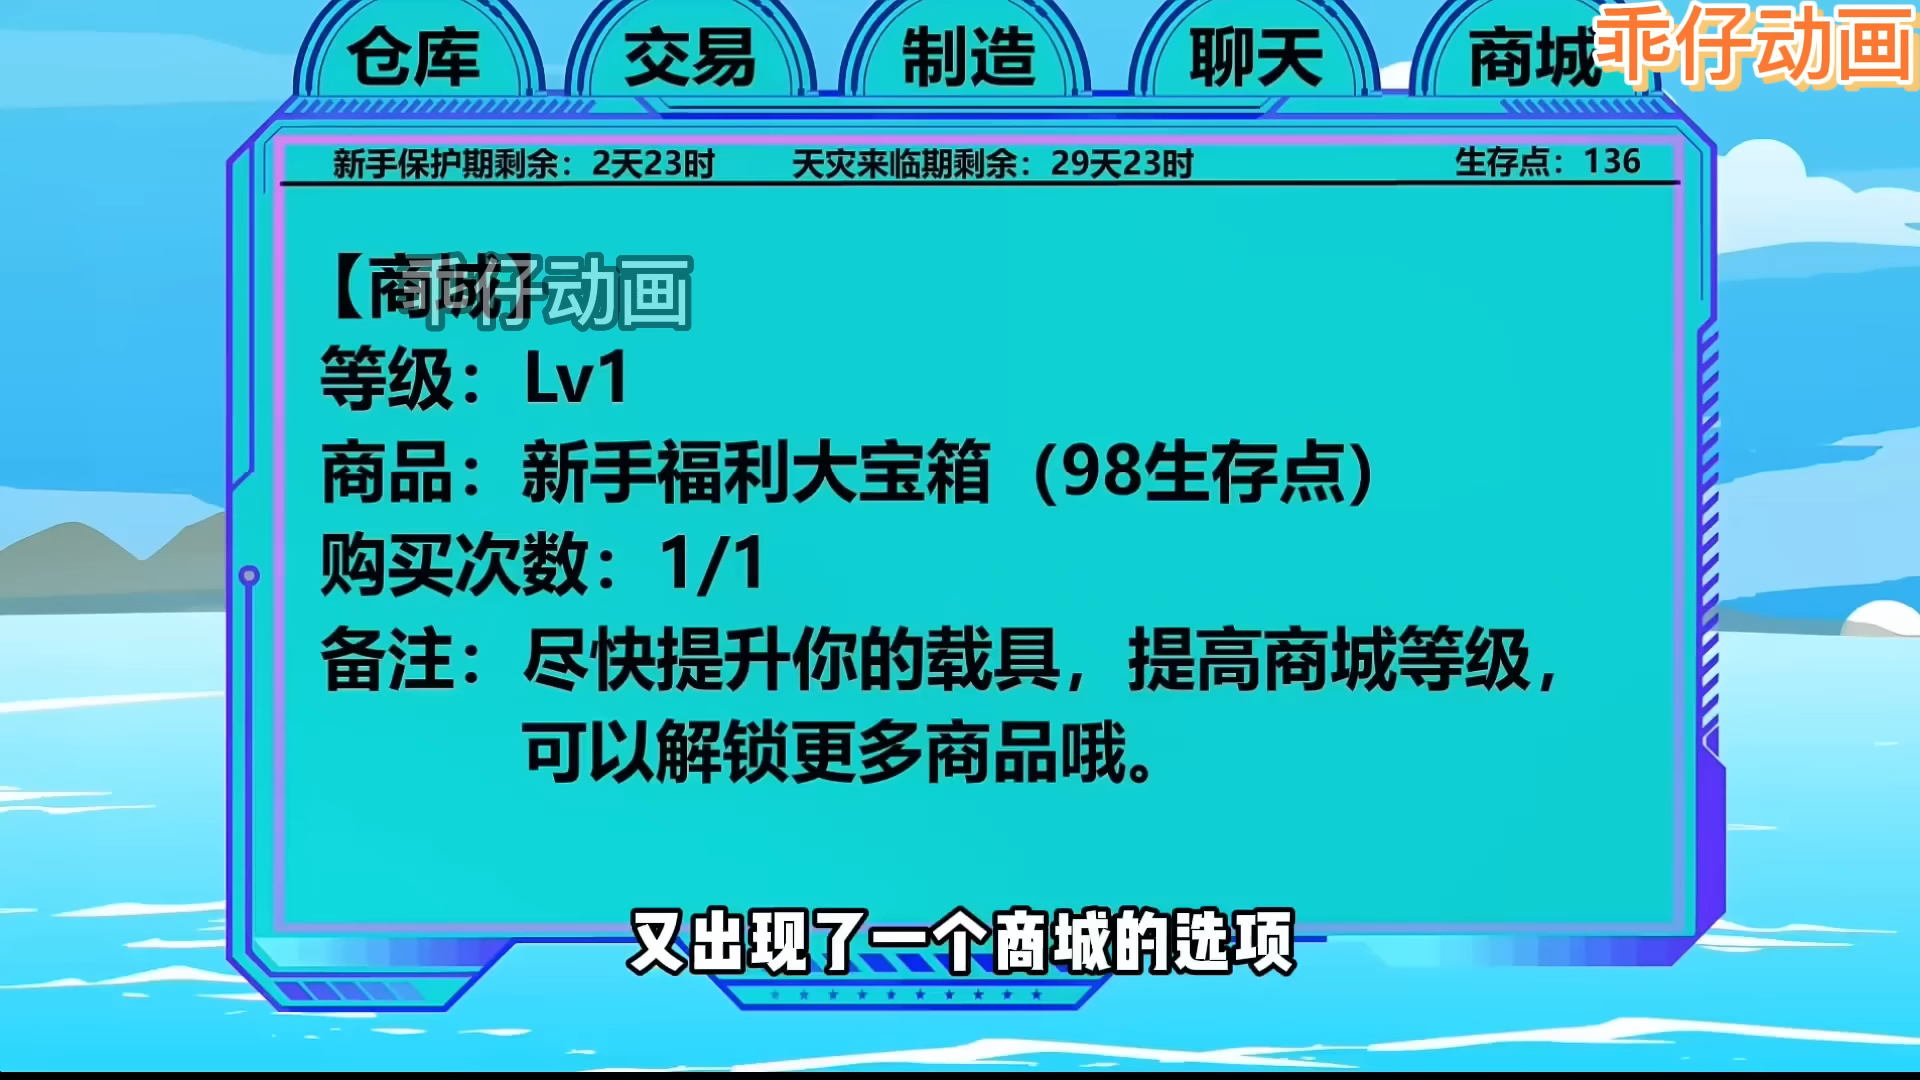 仓库 交易 制造 聊天 商城
乖仔动画
新手保护期剩余：2天23时 天灾来临期剩余：29天23时 生存点：136
【商城】
乖仔动画
等级：Lv1
商品：新手福利大宝箱（98生存点）
购买次数：1/1
备注：尽快提升你的载具，提高商城等级，
可以解锁更多商品哦。
又出现了一个商城的选项